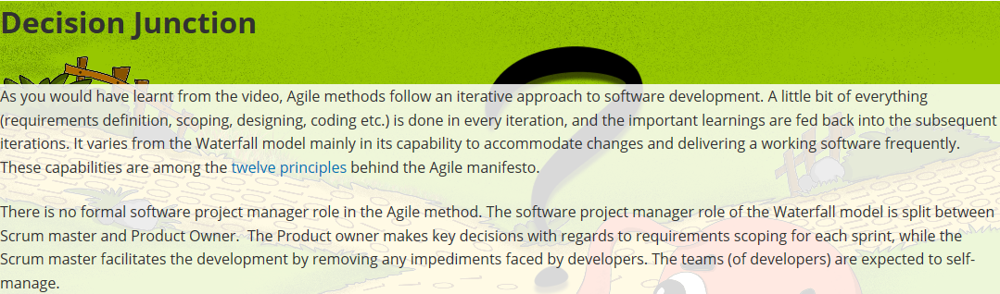 Decision Junction
As you would have learnt from the video, Agile methods follow an iterative approach to software development. A little bit of everything
(requirements definition, scoping, designing, coding etc.) is done in every iteration, and the important learnings are fed back into the subsequent
iterations. It varies from the Waterfall model mainly in its capability to accommodate changes and delivering a working software frequently.
These capabilities are among the twelve principles behind the Agile manifesto.
There is no formal software project manager role in the Agile method. The software project manager role of the Waterfall model is split between
Scrum master and Product Owner.  The Product owner makes key decisions with regards to requirements scoping for each sprint, while the
Scrum master facilitates the development by removing any impediments faced by developers. The teams (of developers) are expected to self-
manage.